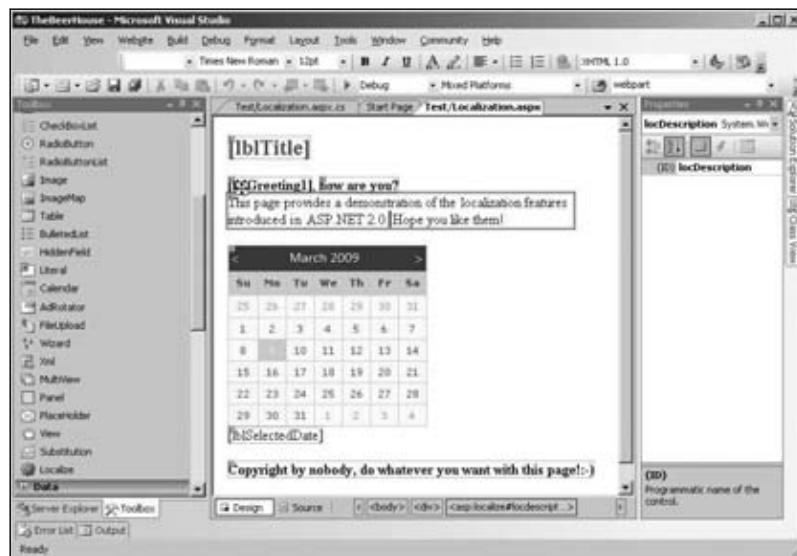 TheBeerHouse - Microsoft Visual Studio
File Edit View Website Build Debug Format Layout Tools Window Community Help
Times New Roman 12pt B I U A XHTML 1.0
Debug Mixed Platforms webpart
Toolbox
Test/Localization.aspx.cs Start Page Test/Localization.aspx
Properties
CheckBoxList
RadioButton
RadioButtonList
Image
ImageMap
Table
BulletedList
HiddenField
Literal
Calendar
AdRotator
FileUpload
Wizard
Xml
MultiView
Panel
PlaceHolder
View
Substitution
Localize
Data
Server Explorer Toolbox
[lblTitle]
Greeting1], how are you?
This page provides a demonstration of the localization features
introduced in ASP.NET 2.0. Hope you like them!
< March 2009 >
Su Mo Tu We Th Fr Sa
25 26 27 28 29 30 31
1 2 3 4 5 6 7
8 9 10 11 12 13 14
15 16 17 18 19 20 21
22 23 24 25 26 27 28
29 30 31 1 2 3 4
[lblSelectedDate]
Copyright by nobody, do whatever you want with this page!:-)
Design Source <body> <div> <asp:localize#locdescript...>
locDescription System.We
(ID) locDescription
(ID)
Programmatic name of the
control.
Solution Explorer
Class View
Error List Output
Ready